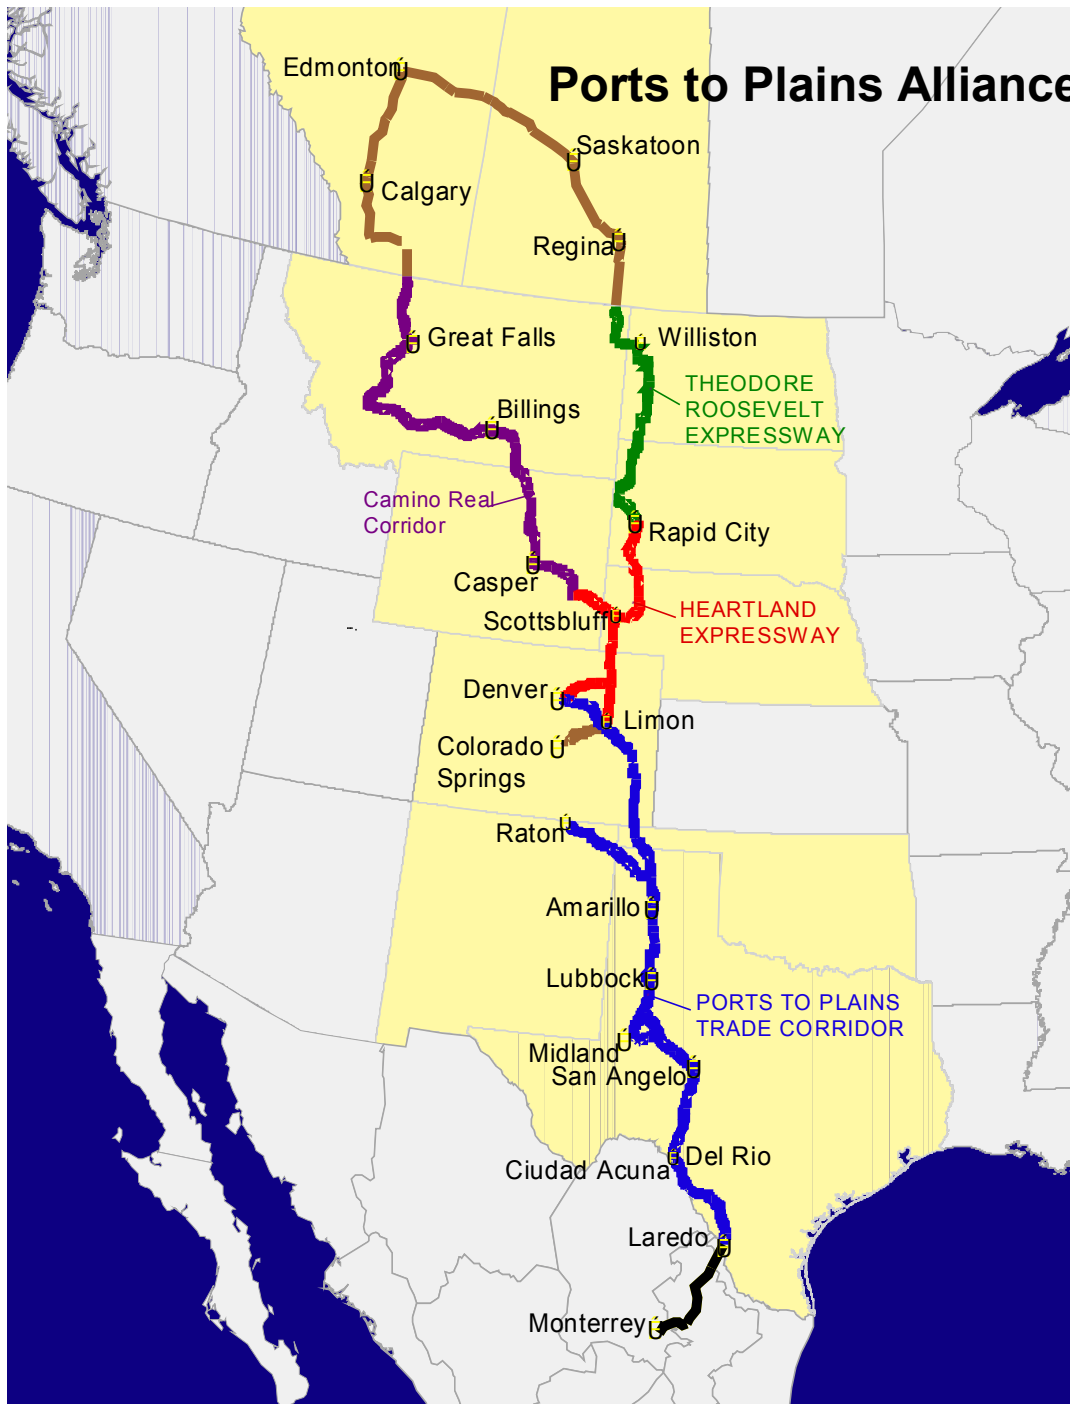 Ports to Plains Alliance
Edmonton
Saskatoon
Calgary
Regina
Great Falls
Williston
THEODORE
ROOSEVELT
EXPRESSWAY
Billings
Camino Real
Corridor
Rapid City
Casper
Scottsbluff
HEARTLAND
EXPRESSWAY
Denver
Limon
Colorado
Springs
Raton
Amarillo
Lubbock
PORTS TO PLAINS
TRADE CORRIDOR
Midland
San Angelo
Del Rio
Ciudad Acuna
Laredo
Monterrey